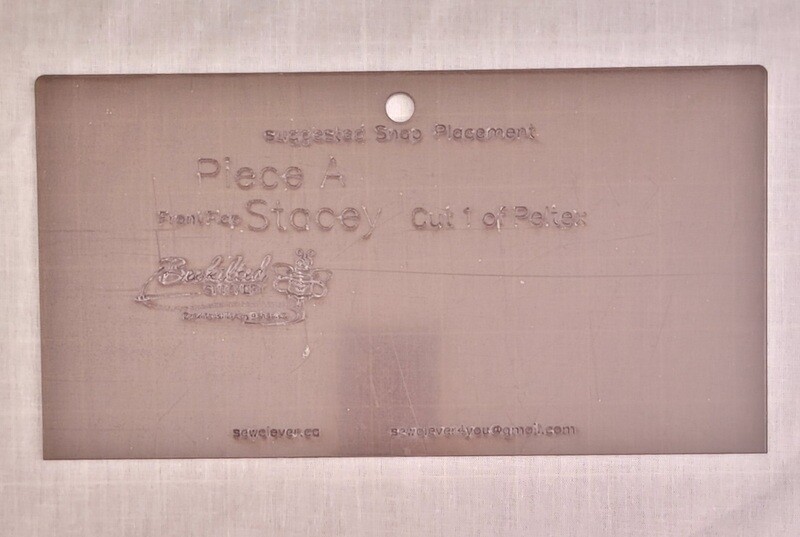 Suggested Snap Placement
Piece A
Front Flap Stacey Cut 1 of Peltex
sewclever.ca sewclever4you@gmail.com